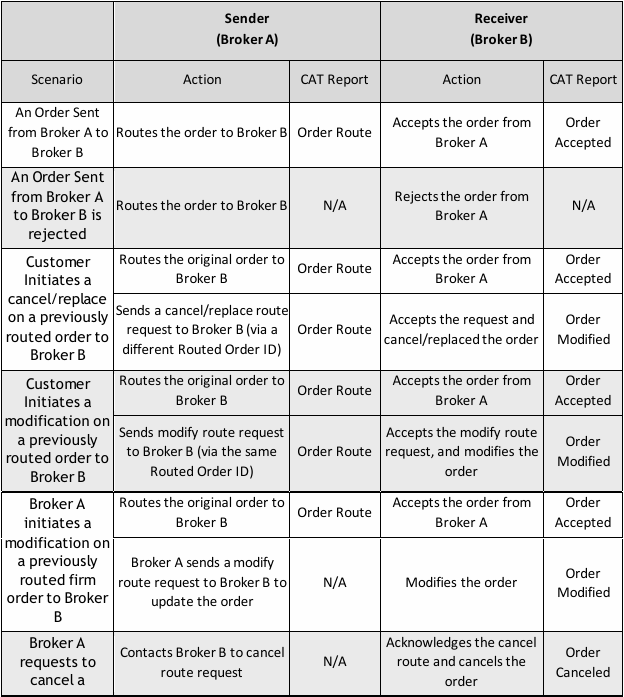 Sender
(Broker A)
Receiver
(Broker B)
Scenario
Action
CAT Report
Action
CAT Report
An Order Sent
from Broker A to
Broker B
Routes the order to Broker B
Order Route
Accepts the order from
Broker A
Order
Accepted
An Order Sent
from Broker A
to Broker B is
rejected
Routes the order to Broker B
N/A
Rejects the order from
Broker A
N/A
Customer
Initiates a
cancel/replace
on a previously
routed order to
Broker B
Routes the original order to
Broker B
Order Route
Accepts the order from
Broker A
Order
Accepted
Sends a cancel/replace route
request to Broker B (via a
different Routed Order ID)
Order Route
Accepts the request and
cancel/replaced the order
Order
Modified
Customer
Initiates a
modification on
a previously
routed order to
Broker B
Routes the original order to
Broker B
Order Route
Accepts the order from
Broker A
Order
Accepted
Sends modify route request
to Broker B (via the same
Routed Order ID)
Order Route
Accepts the modify route
request, and modifies the
order
Order
Modified
Broker A
initiates a
modification on
a previously
routed firm
order to Broker
B
Routes the original order to
Broker B
Order Route
Accepts the order from
Broker A
Order
Accepted
Broker A sends a modify
route request to Broker B to
update the order
N/A
Modifies the order
Order
Modified
Broker A
requests to
cancel a
Contacts Broker B to cancel
route request
N/A
Acknowledges the cancel
route and cancels the
order
Order
Canceled